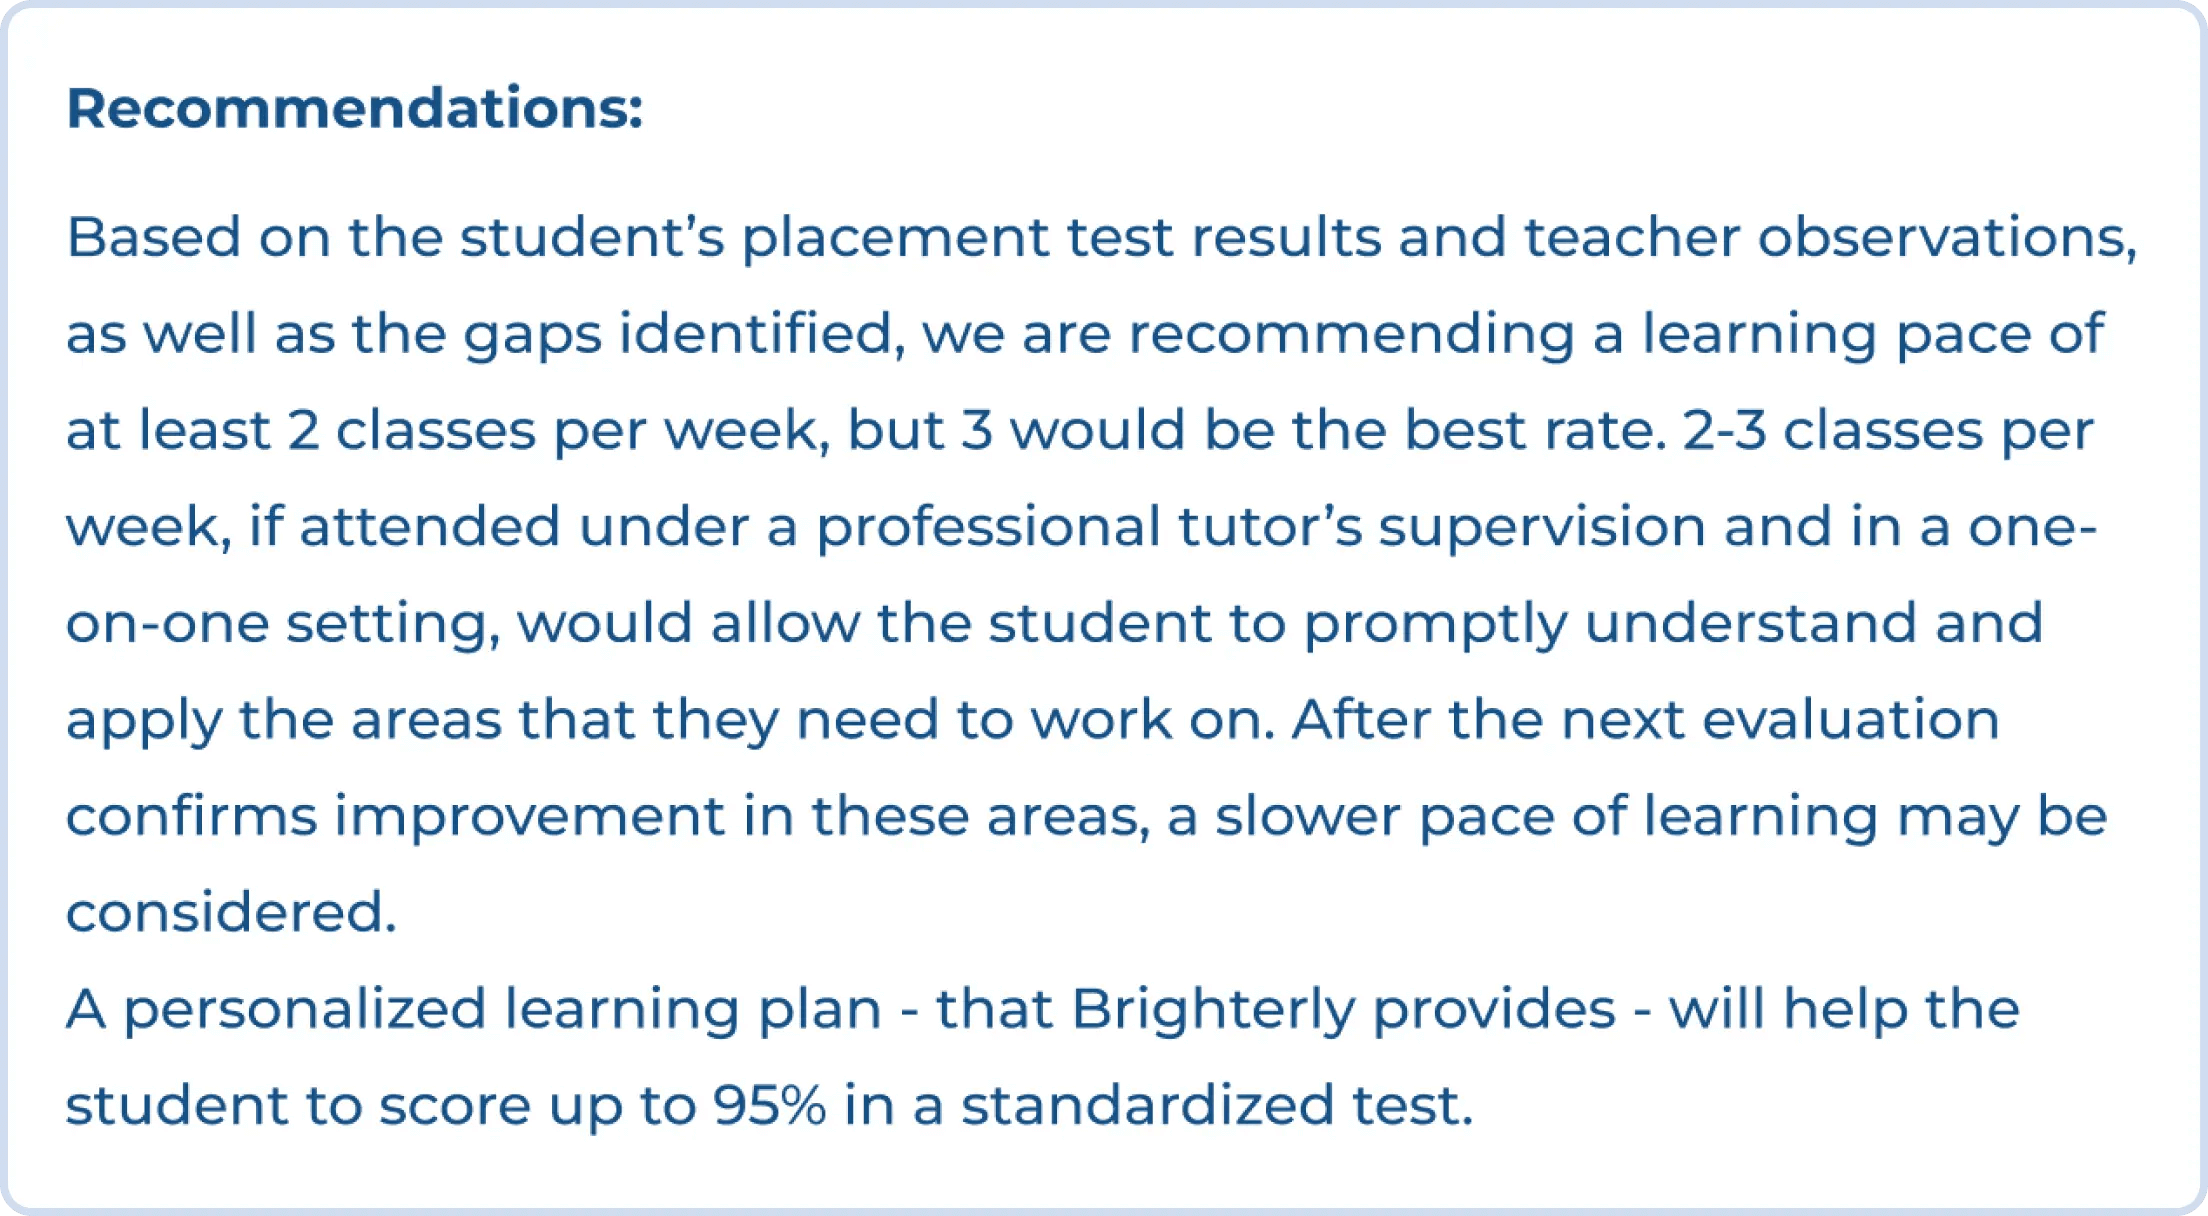 Recommendations:
Based on the student’s placement test results and teacher observations,
as well as the gaps identified, we are recommending a learning pace of
at least 2 classes per week, but 3 would be the best rate. 2-3 classes per
week, if attended under a professional tutor’s supervision and in a one-
on-one setting, would allow the student to promptly understand and
apply the areas that they need to work on. After the next evaluation
confirms improvement in these areas, a slower pace of learning may be
considered.
A personalized learning plan - that Brighterly provides - will help the
student to score up to 95% in a standardized test.